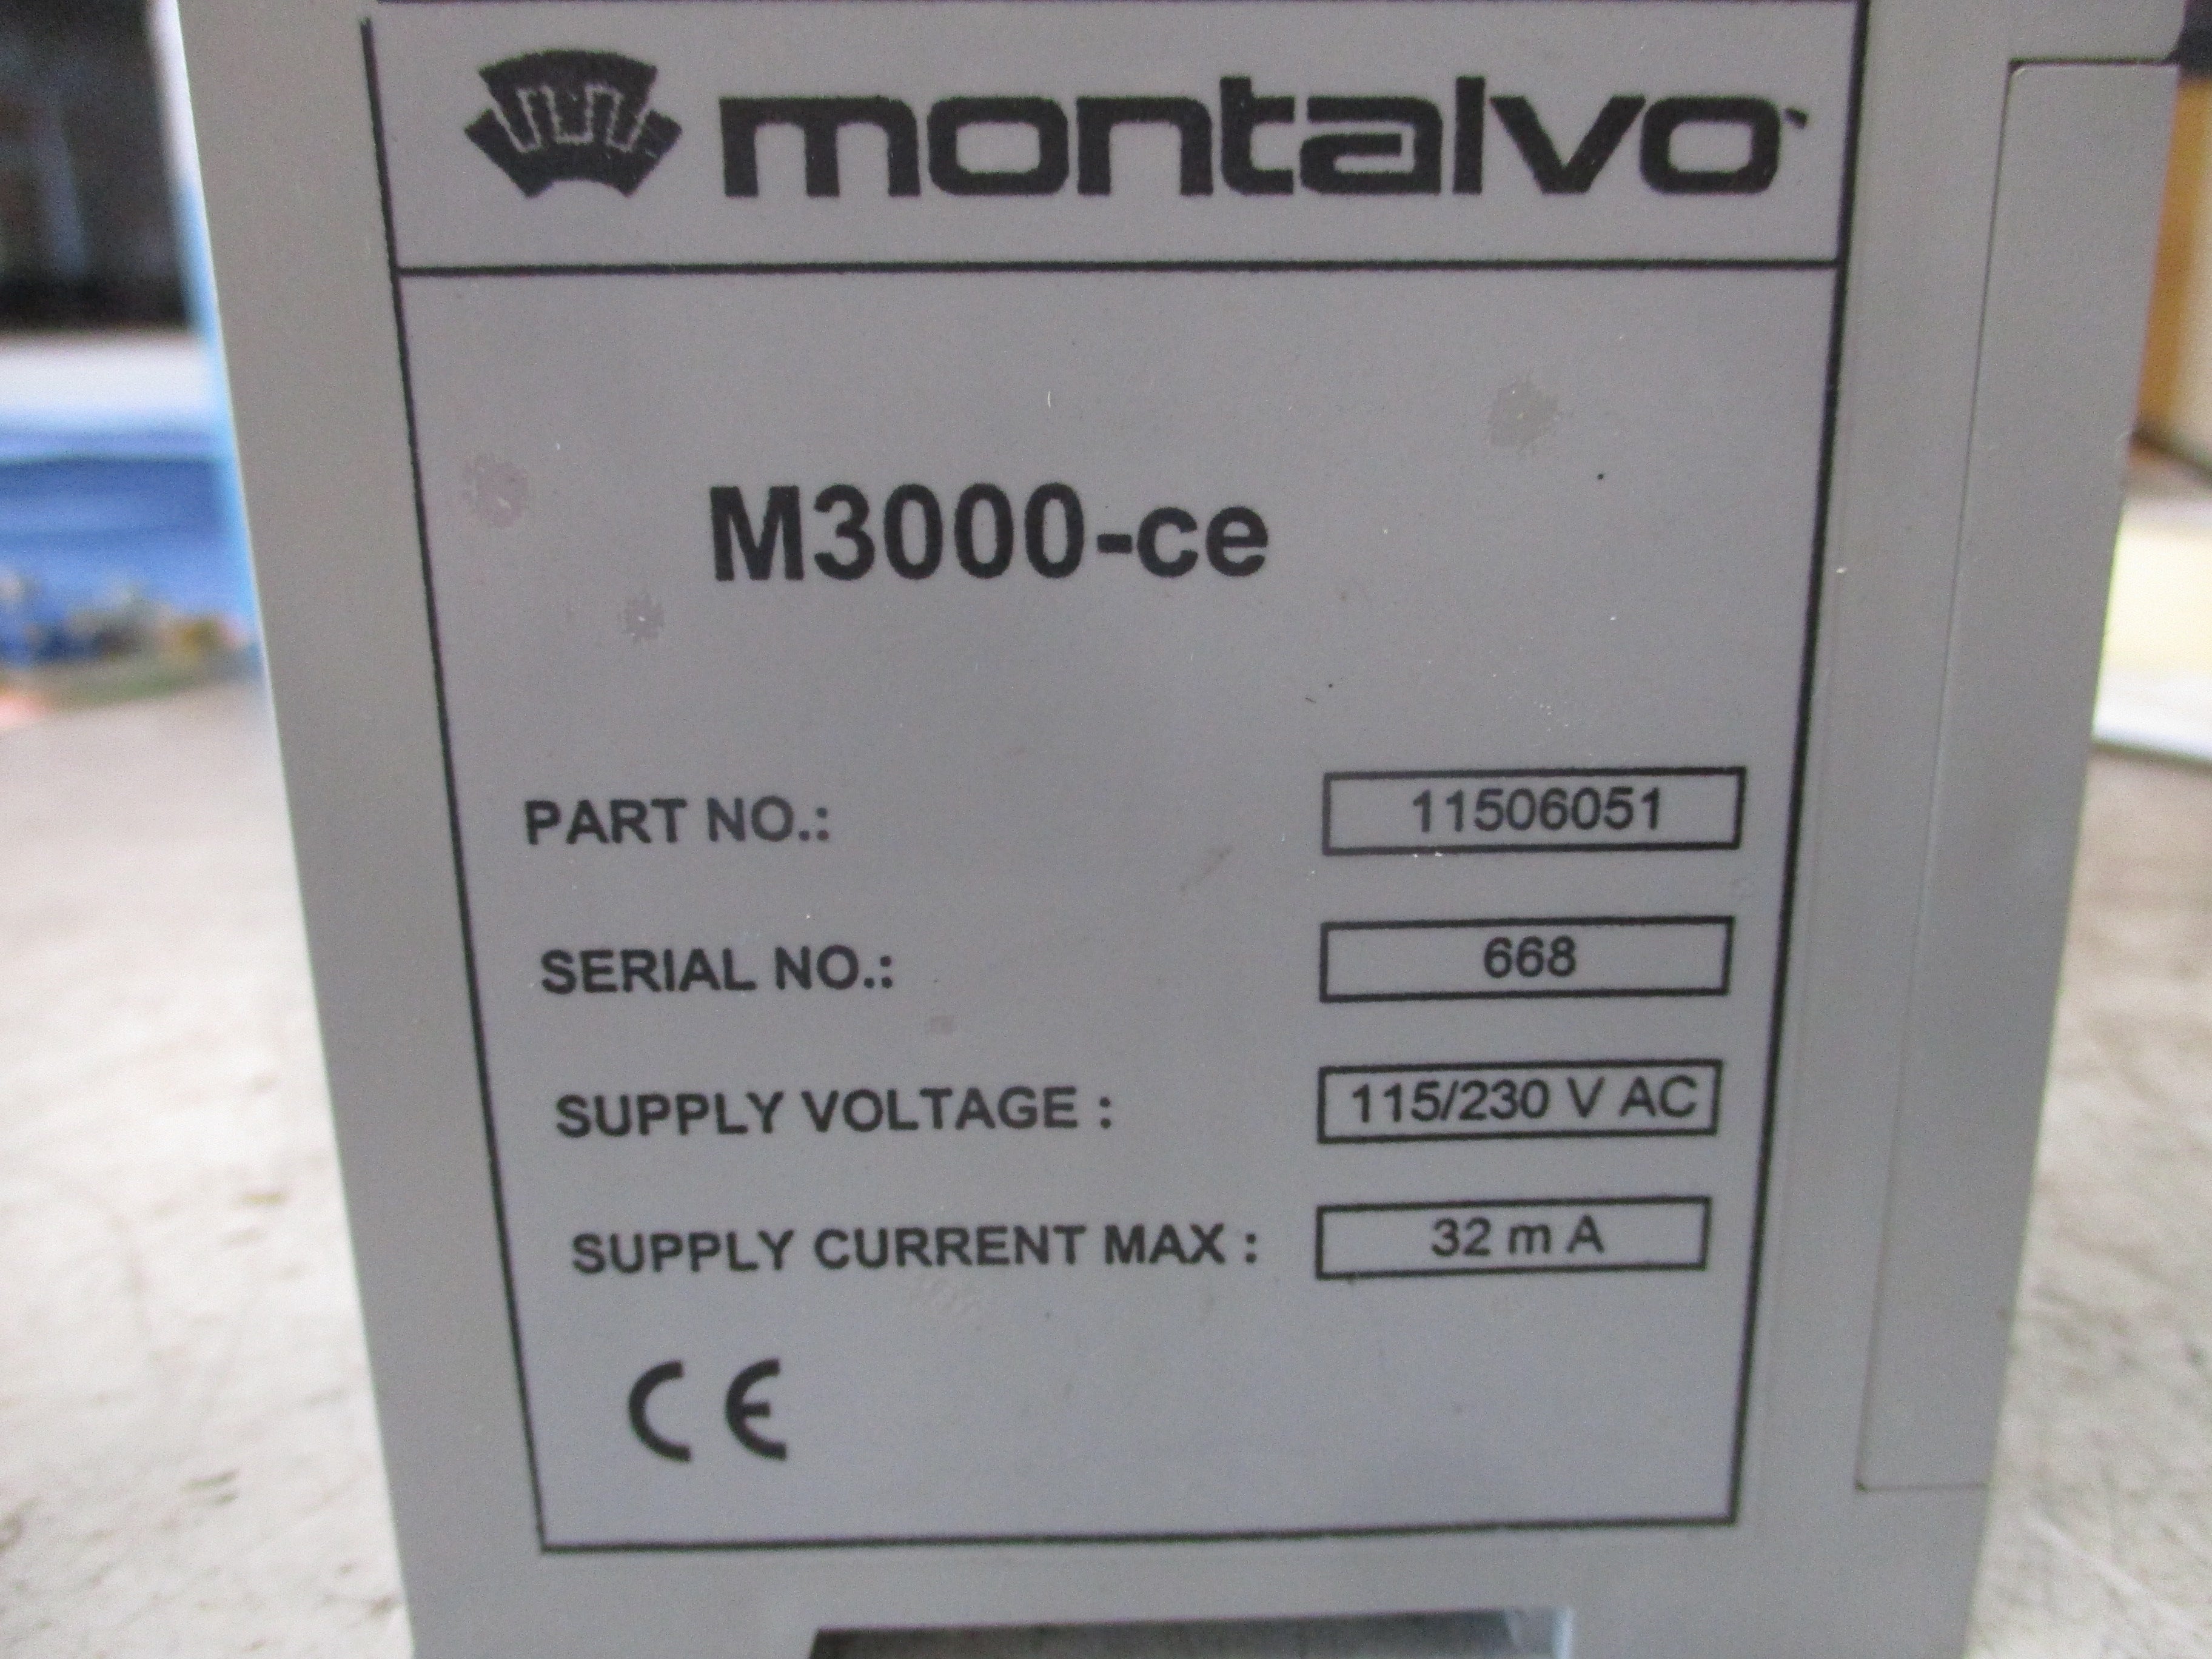 montalvo
M3000-ce
PART NO.: 11506051
SERIAL NO.: 668
SUPPLY VOLTAGE : 115/230 V AC
SUPPLY CURRENT MAX : 32 m A
CE